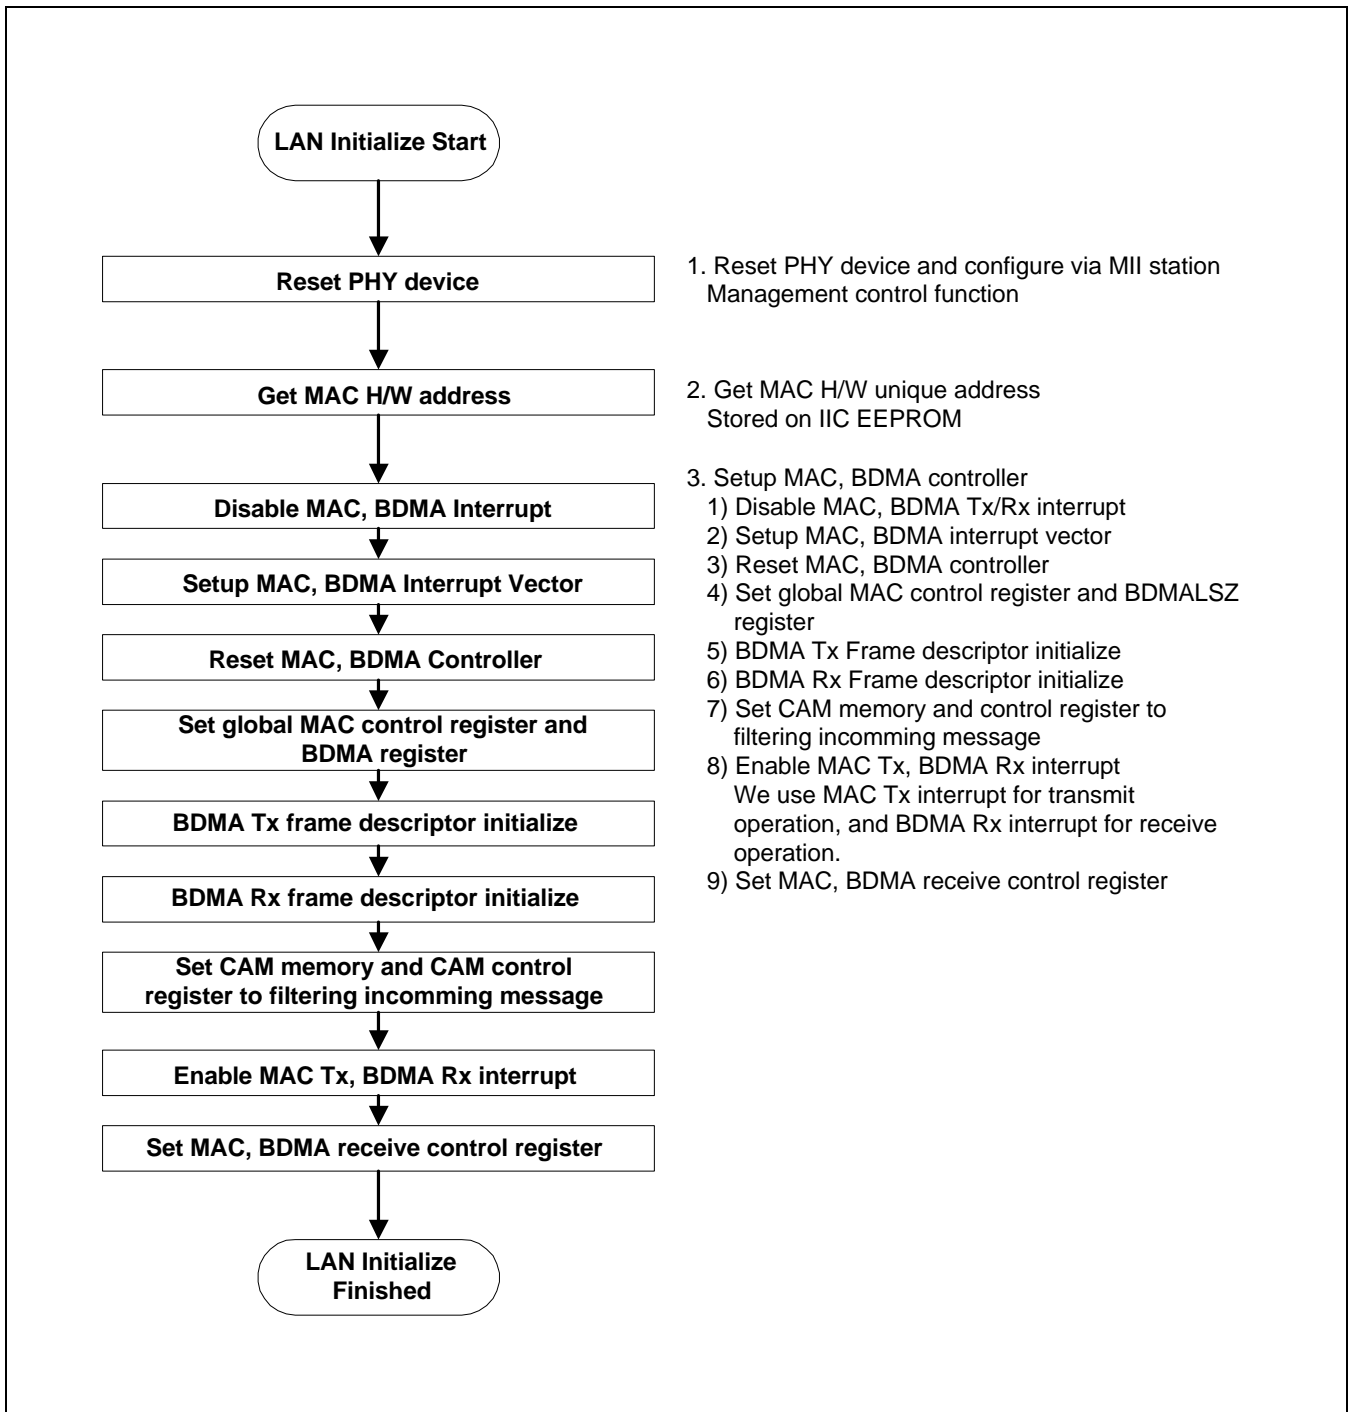 LAN Initialize Start
Reset PHY device
Get MAC H/W address
Disable MAC, BDMA Interrupt
Setup MAC, BDMA Interrupt Vector
Reset MAC, BDMA Controller
Set global MAC control register and
BDMA register
BDMA Tx frame descriptor initialize
BDMA Rx frame descriptor initialize
Set CAM memory and CAM control
register to filtering incomming message
Enable MAC Tx, BDMA Rx interrupt
Set MAC, BDMA receive control register
LAN Initialize
Finished
1. Reset PHY device and configure via MII station
Management control function
2. Get MAC H/W unique address
Stored on IIC EEPROM
3. Setup MAC, BDMA controller
1) Disable MAC, BDMA Tx/Rx interrupt
2) Setup MAC, BDMA interrupt vector
3) Reset MAC, BDMA controller
4) Set global MAC control register and BDMALSZ
register
5) BDMA Tx Frame descriptor initialize
6) BDMA Rx Frame descriptor initialize
7) Set CAM memory and control register to
filtering incomming message
8) Enable MAC Tx, BDMA Rx interrupt
We use MAC Tx interrupt for transmit
operation, and BDMA Rx interrupt for receive
operation.
9) Set MAC, BDMA receive control register